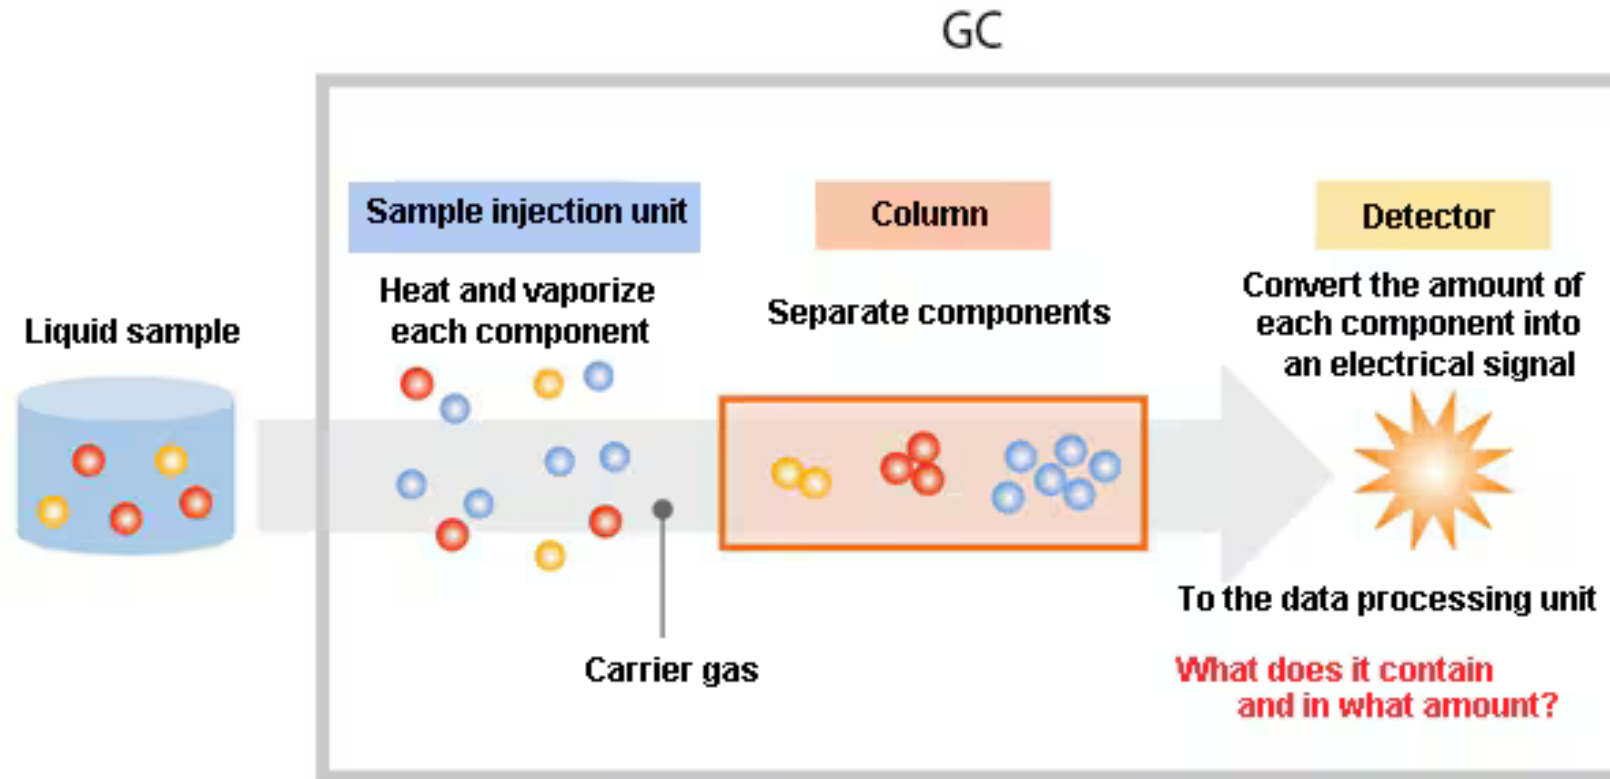 GC
Sample injection unit
Column
Detector
Heat and vaporize
each component
Separate components
Convert the amount of
each component into
an electrical signal
Liquid sample
Carrier gas
To the data processing unit
What does it contain
and in what amount?